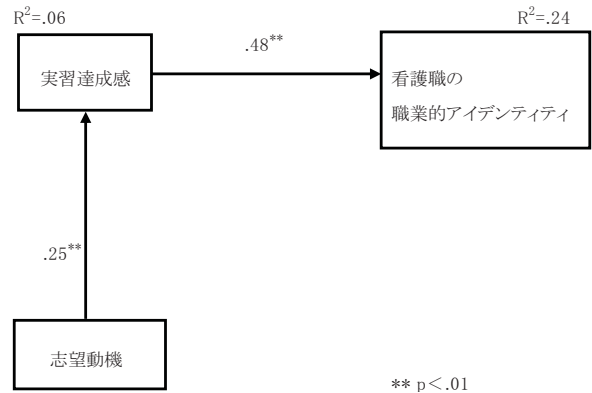 R²=.06
R²=.24
.48**
実習達成感
看護職の
職業的アイデンティティ
.25**
志望動機
** p＜.01